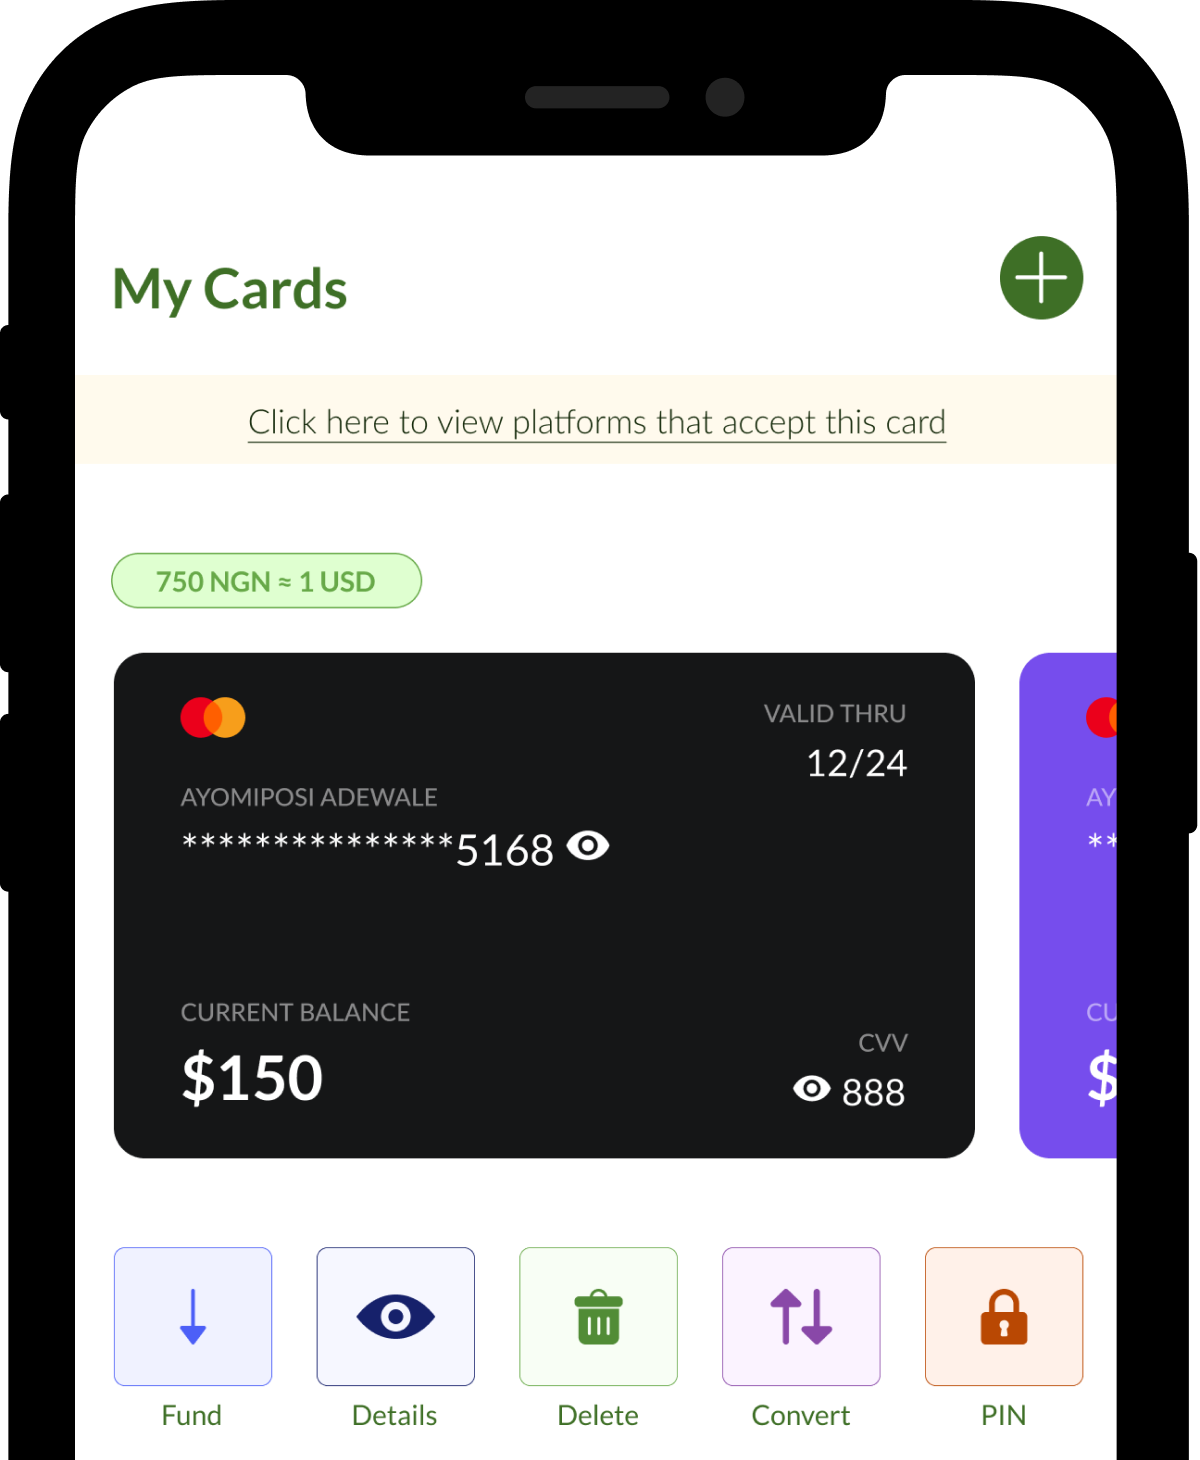 My Cards
Click here to view platforms that accept this card
750 NGN ≈ 1 USD
VALID THRU
12/24
AYOMIPOSI ADEWALE
***************5168
CURRENT BALANCE
$150
CVV
888
AY
**
CU
$
Fund
Details
Delete
Convert
PIN